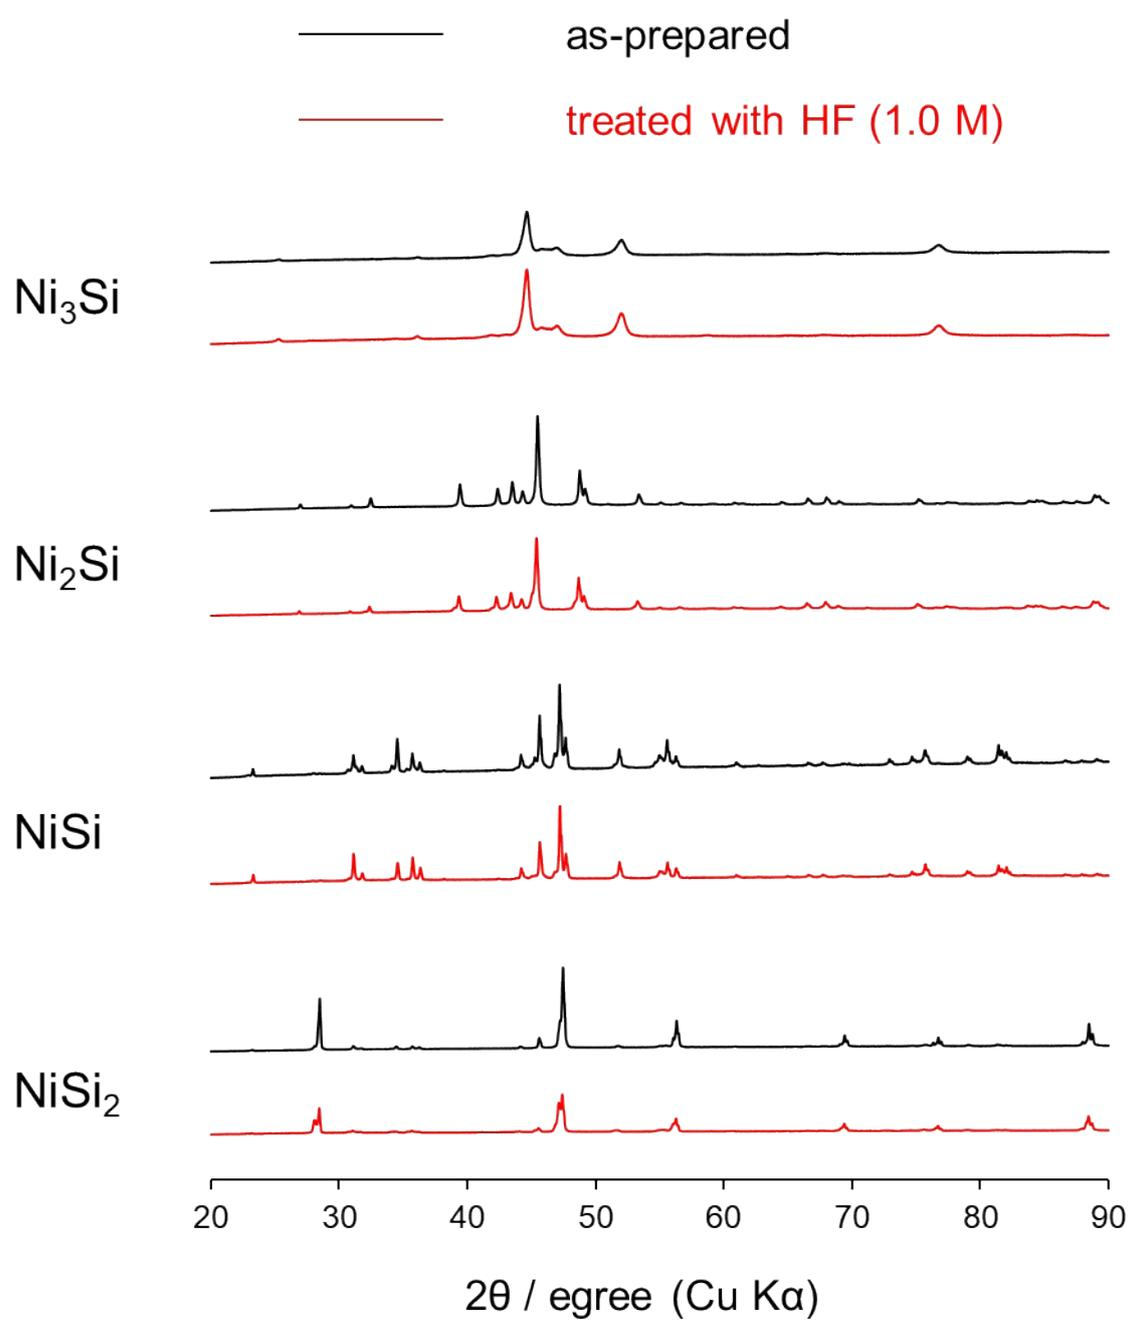 as-prepared
treated with HF (1.0 M)
Ni₃Si
Ni₂Si
NiSi
NiSi₂
20 30 40 50 60 70 80 90
2θ / egree (Cu Kα)